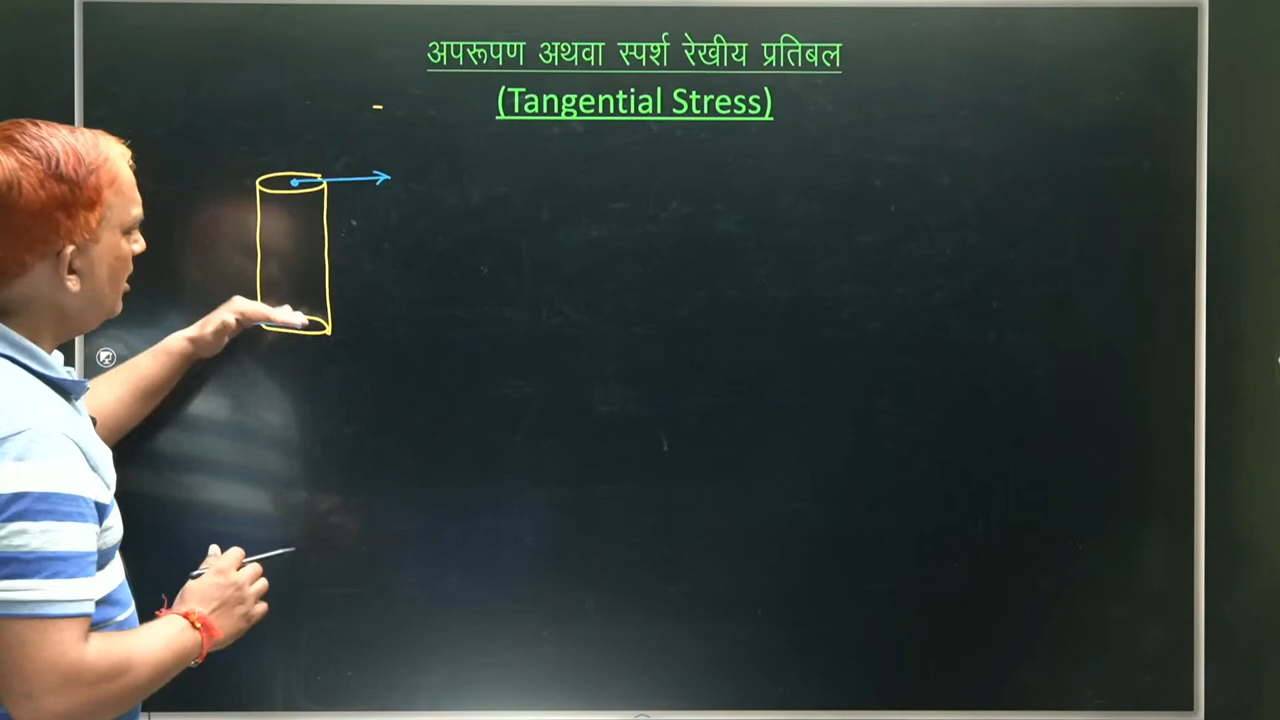 अपरूपण अथवा स्पर्श रेखीय प्रतिबल
(Tangential Stress)